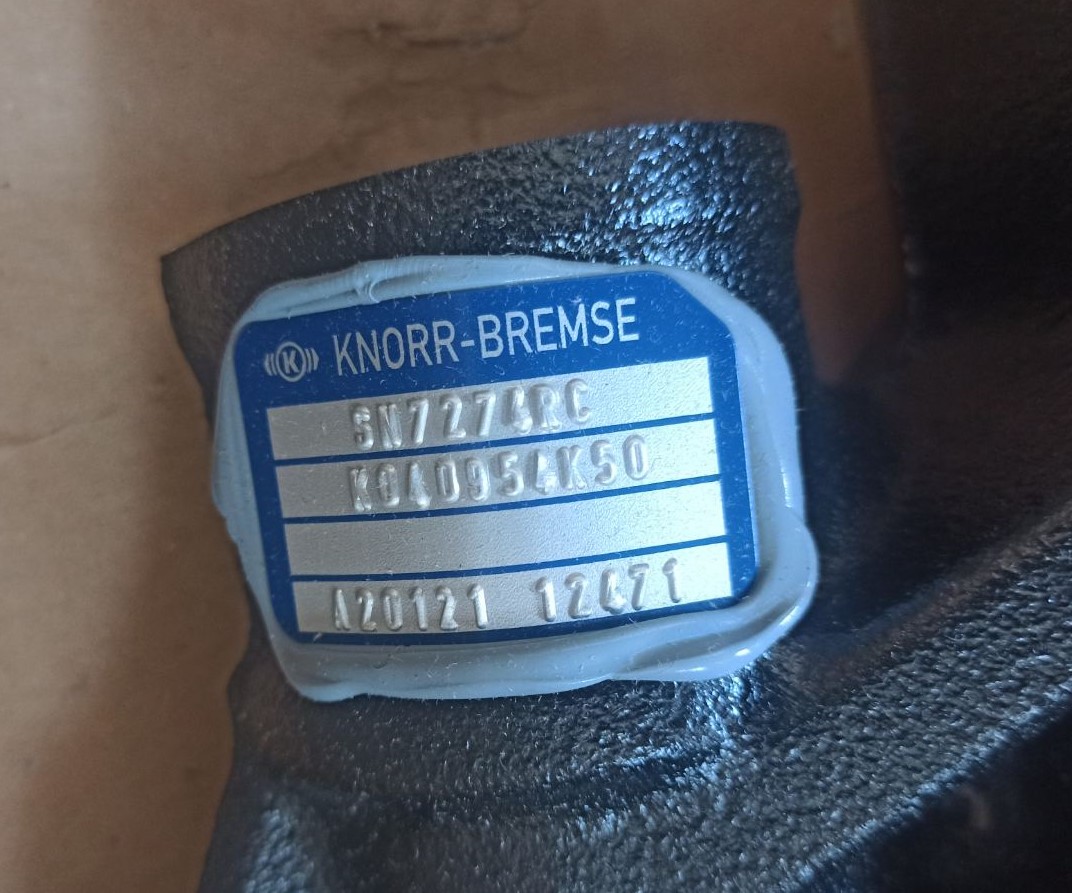 K KNORR-BREMSE
SN7274RC
K040954K50
A20121 12471